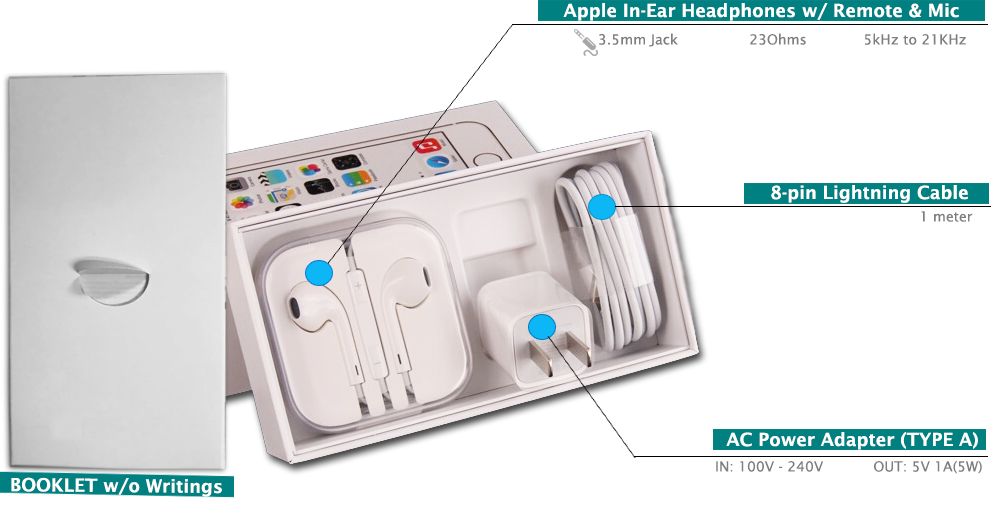 Apple In-Ear Headphones w/ Remote & Mic
3.5mm Jack 23Ohms 5kHz to 21KHz
8-pin Lightning Cable
1 meter
AC Power Adapter (TYPE A)
IN: 100V - 240V OUT: 5V 1A(5W)
BOOKLET w/o Writings